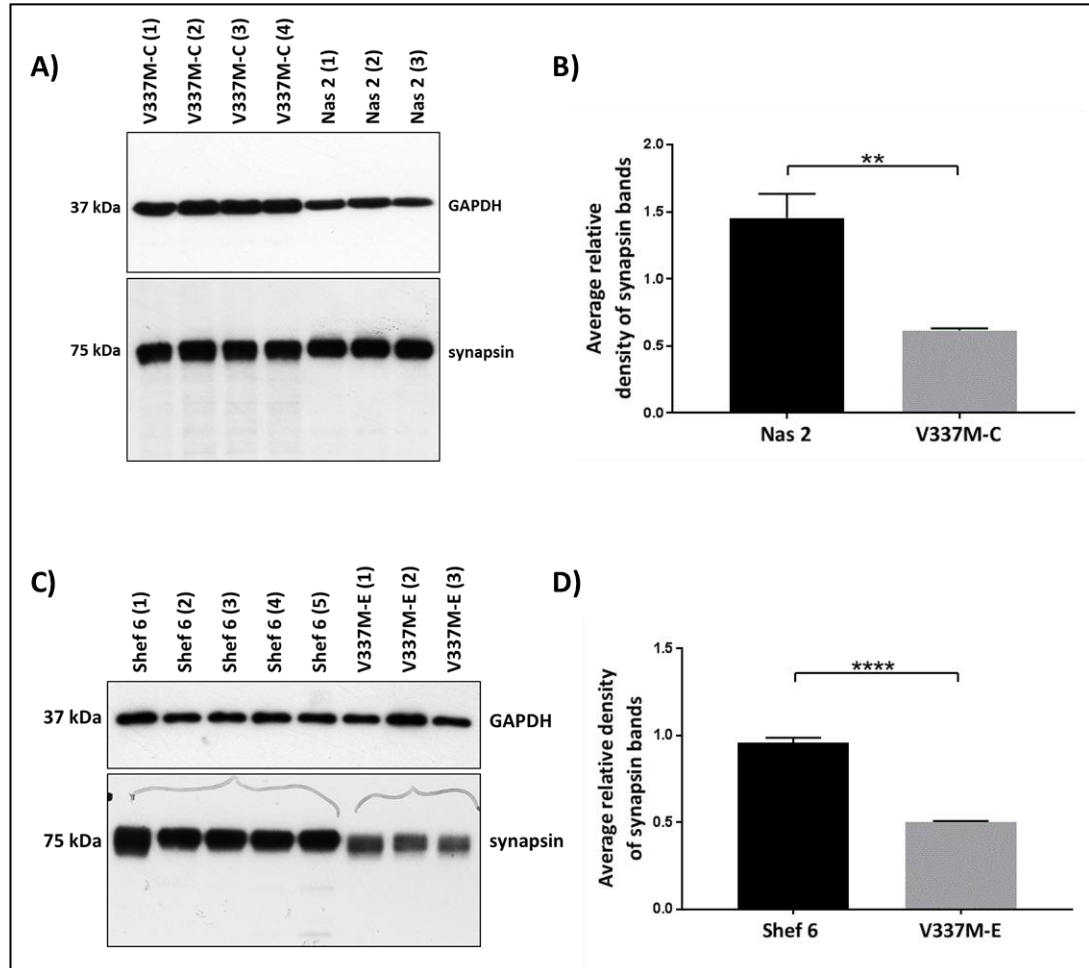 A)
V337M-C (1)
V337M-C (2)
V337M-C (3)
V337M-C (4)
Nas 2 (1)
Nas 2 (2)
Nas 2 (3)
37 kDa
GAPDH
75 kDa
synapsin
B)
Average relative
density of synapsin bands
2.0
1.5
1.0
0.5
0.0
**
Nas 2
V337M-C
C)
Shef 6 (1)
Shef 6 (2)
Shef 6 (3)
Shef 6 (4)
Shef 6 (5)
V337M-E (1)
V337M-E (2)
V337M-E (3)
37 kDa
GAPDH
75 kDa
synapsin
D)
Average relative density
of synapsin bands
1.5
1.0
0.5
0.0
****
Shef 6
V337M-E